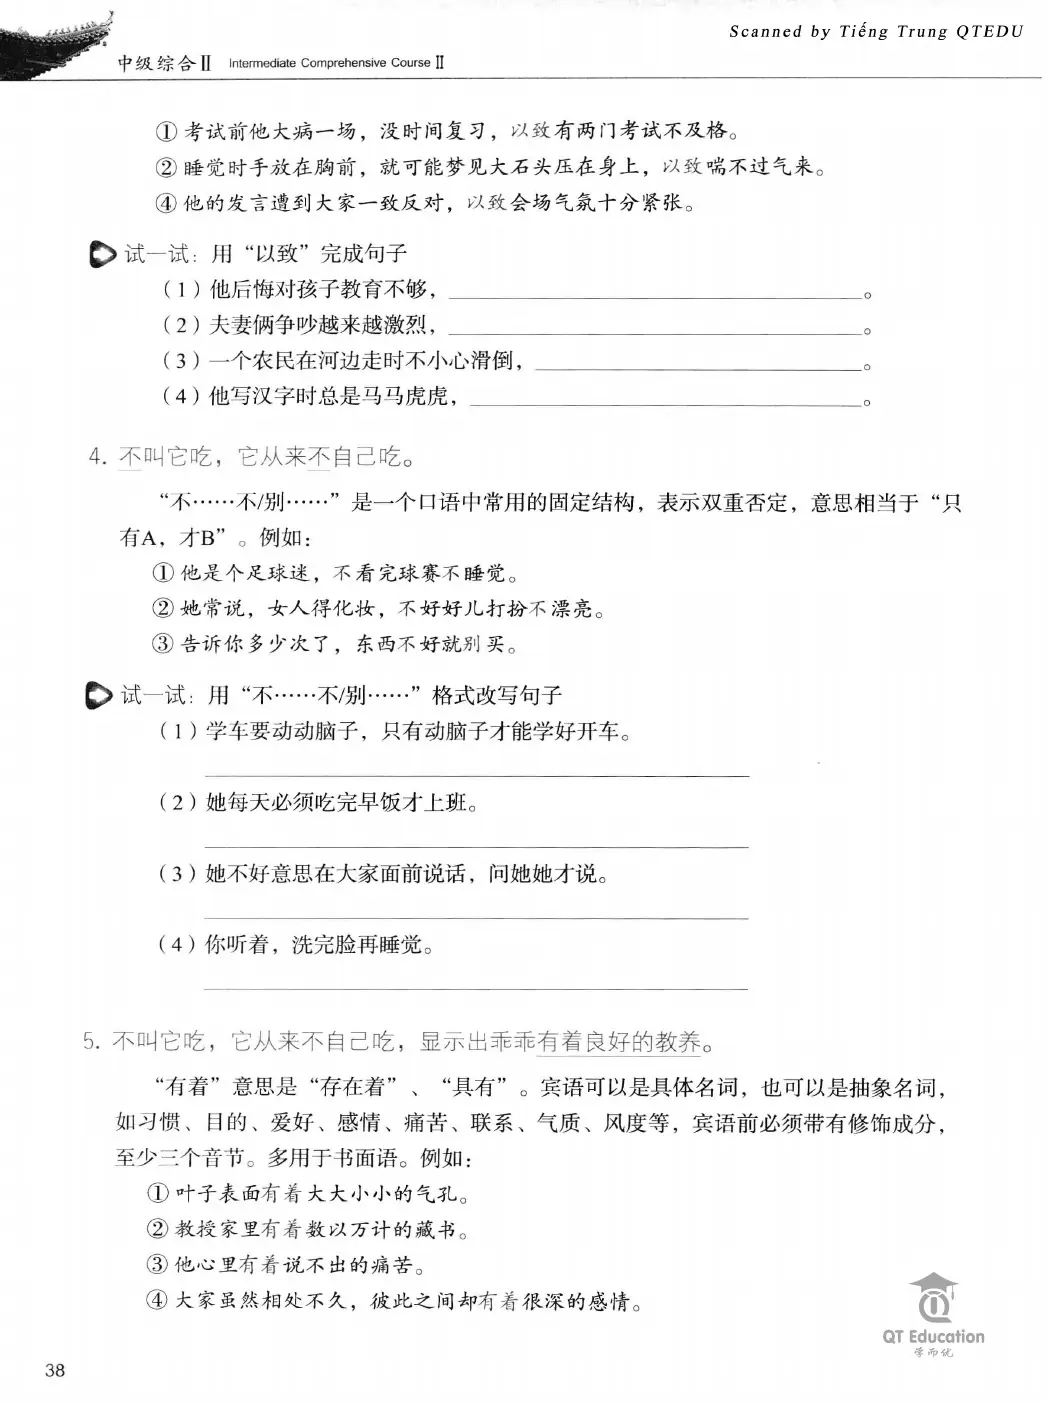 Scanned by Tiếng Trung QTEDU
中级综合Ⅱ Intermediate Comprehensive Course Ⅱ
① 考试前他大病一场，没时间复习，以致有两门考试不及格。
② 睡觉时手放在胸前，就可能梦见大石头压在身上，以致喘不过气来。
④ 他的发言遭到大家一致反对，以致会场气氛十分紧张。
试一试：用“以致”完成句子
（1）他后悔对孩子教育不够，____________________。
（2）夫妻俩争吵越来越激烈，____________________。
（3）一个农民在河边走时不小心滑倒，________________。
（4）他写汉字时总是马马虎虎，___________________。
4. 不叫它吃，它从来不自己吃。
“不……不/别……”是一个口语中常用的固定结构，表示双重否定，意思相当于“只
有A，才B”。例如：
① 他是个足球迷，不看完球赛不睡觉。
② 她常说，女人得化妆，不好好儿打扮不漂亮。
③ 告诉你多少次了，东西不好就别买。
试一试：用“不……不/别……”格式改写句子
（1）学车要动动脑子，只有动脑子才能学好开车。
（2）她每天必须吃完早饭才上班。
（3）她不好意思在大家面前说话，问她她才说。
（4）你听着，洗完脸再睡觉。
5. 不叫它吃，它从来不自己吃，显示出乖乖有着良好的教养。
“有着”意思是“存在着”、“具有”。宾语可以是具体名词，也可以是抽象名词，
如习惯、目的、爱好、感情、痛苦、联系、气质、风度等，宾语前必须带有修饰成分，
至少三个音节。多用于书面语。例如：
① 叶子表面有着大大小小的气孔。
② 教授家里有着数以万计的藏书。
③ 他心里有着说不出的痛苦。
④ 大家虽然相处不久，彼此之间却有着很深的感情。
QT Education
学而优
38